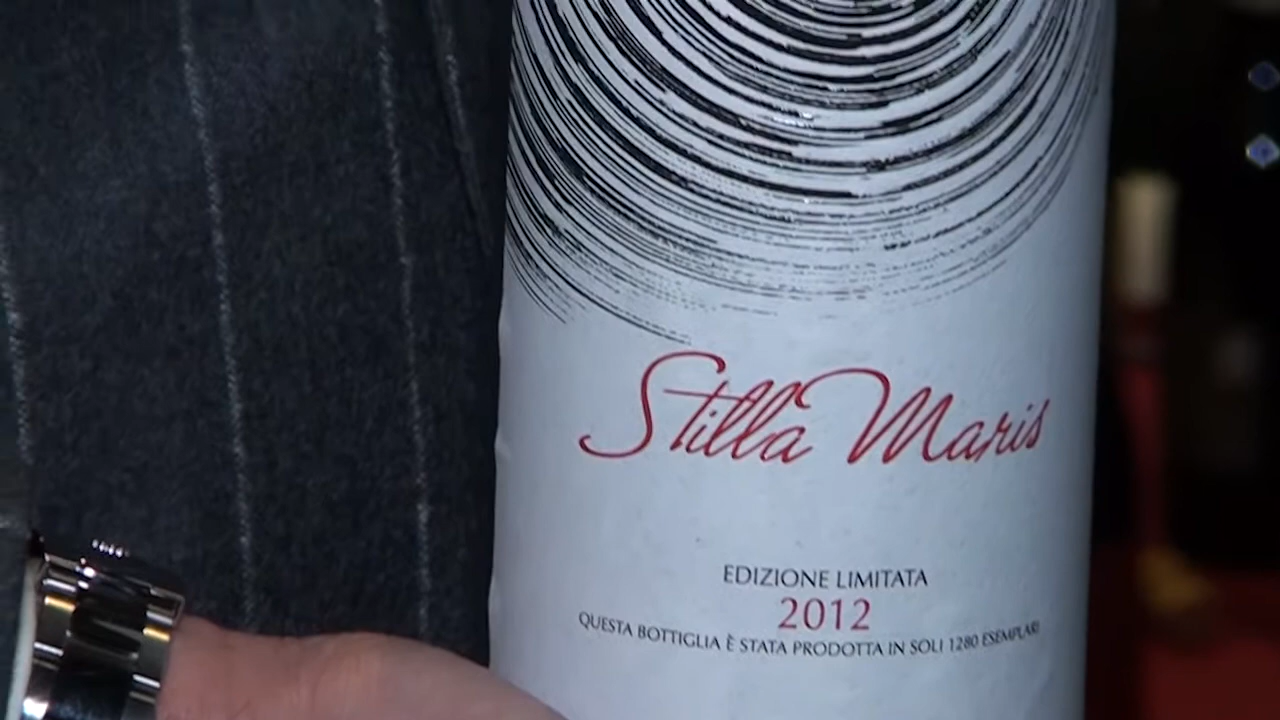 Stilla Maris
EDIZIONE LIMITATA
2012
QUESTA BOTTIGLIA È STATA PRODOTTA IN SOLI 1280 ESEMPLARI